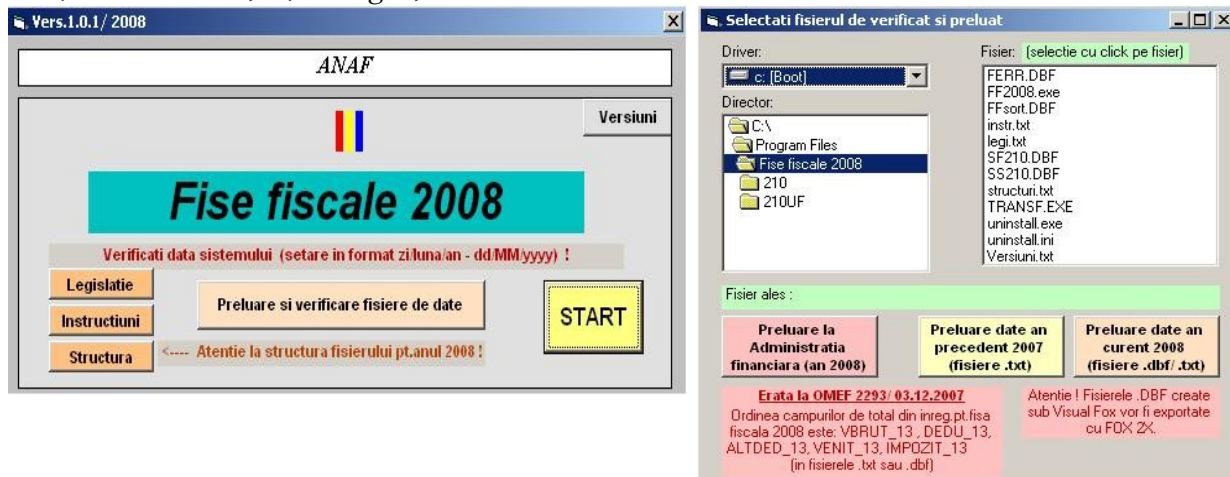 Vers.1.0.1/ 2008
ANAF
Versiuni
Fise fiscale 2008
Verificati data sistemului (setare in format zi/luna/an - dd/MM/yyyy) !
Legislatie
Preluare si verificare fisiere de date
START
Instructiuni
Structura
<---- Atentie la structura fisierului pt.anul 2008 !
Selectati fisierul de verificat si preluat
Driver:
c: [Boot]
Director:
C:\
Program Files
Fise fiscale 2008
210
210UF
Fisier: (selectie cu click pe fisier)
FERR.DBF
FF2008.exe
FFsort.DBF
instr.txt
legi.txt
SF210.DBF
SS210.DBF
structuri.txt
TRANSF.EXE
uninstall.exe
uninstall.ini
Versiuni.txt
Fisier ales :
Preluare la
Administratia
financiara (an 2008)
Preluare date an
precedent 2007
(fisiere .txt)
Preluare date an
curent 2008
(fisiere .dbf/ .txt)
Erata la OMEF 2293/ 03.12.2007
Ordinea campurilor de total din inreg.pt.fisa
fiscala 2008 este: VBRUT_13 , DEDU_13,
ALTDED_13, VENIT_13, IMPOZIT_13
(in fisierele .txt sau .dbf)
Atentie ! Fisierele .DBF create
sub Visual Fox vor fi exportate
cu FOX 2X.